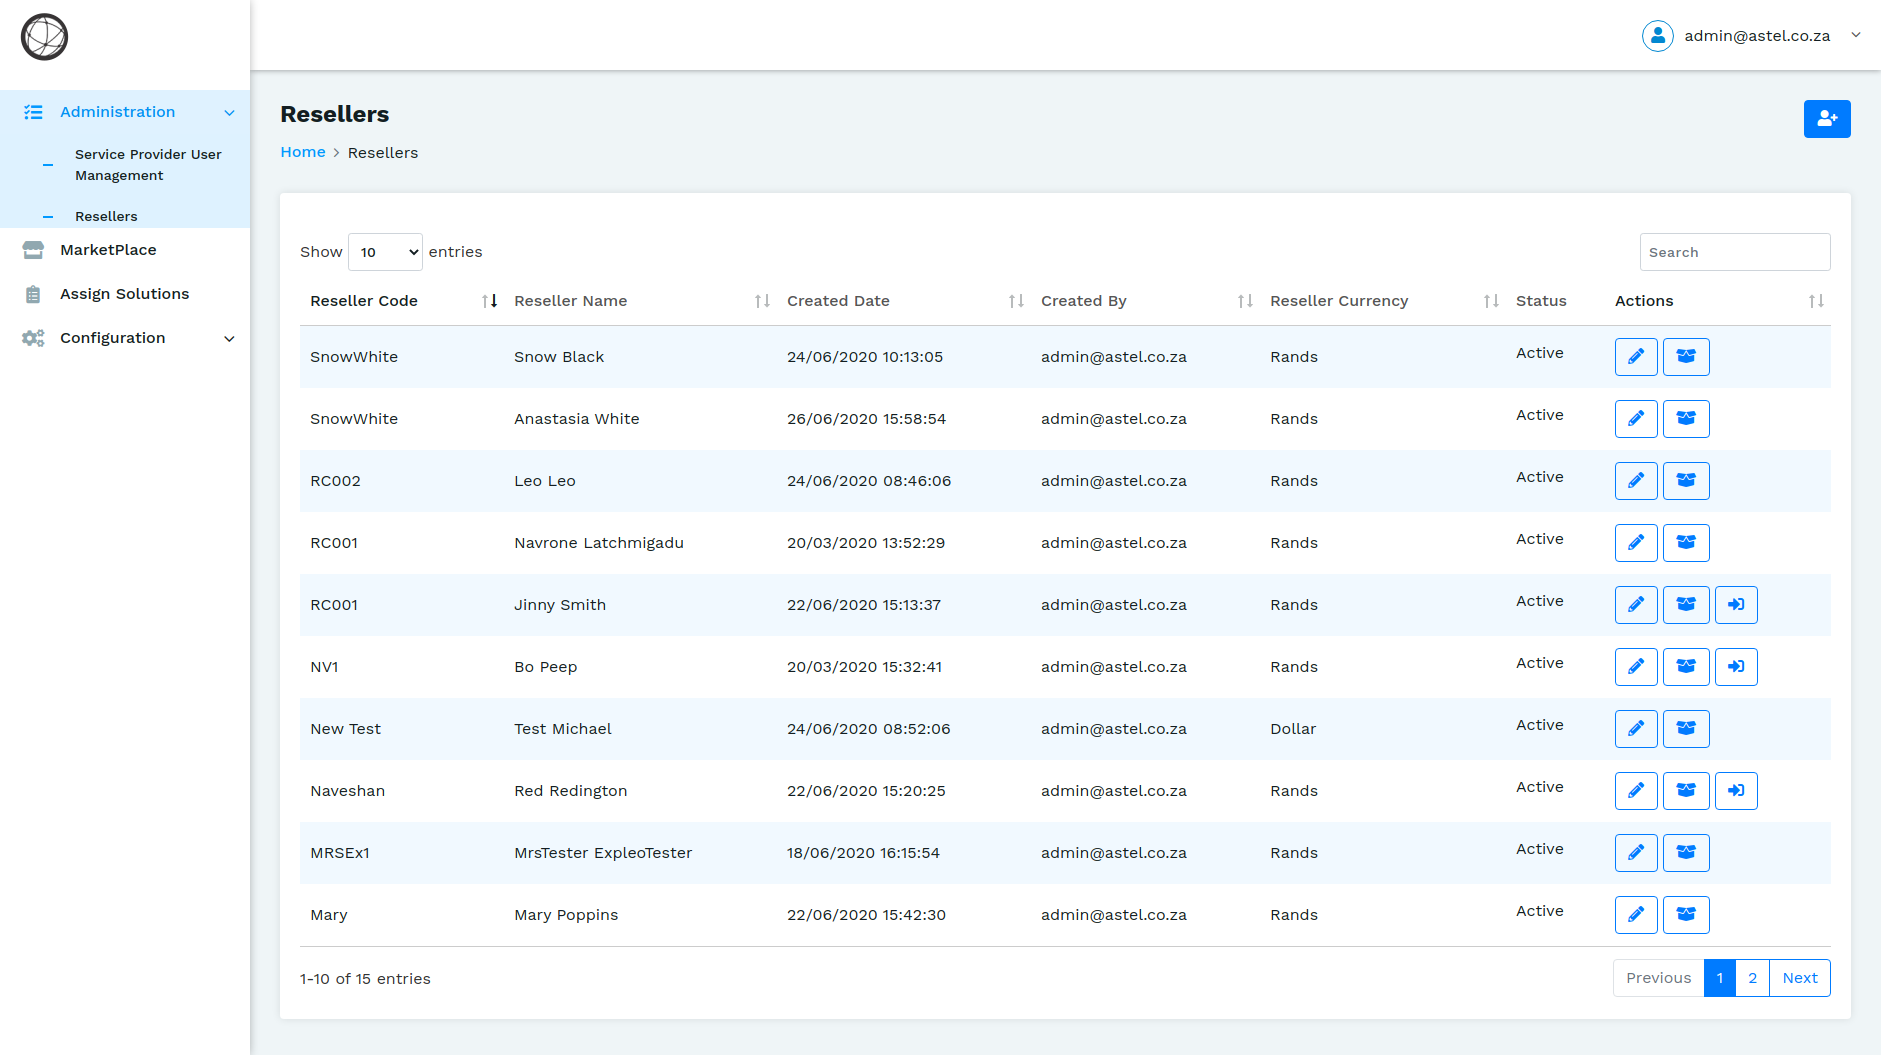 admin@astel.co.za
Administration
Service Provider User
Management
Resellers
MarketPlace
Assign Solutions
Configuration
Resellers
Home > Resellers
Show 10 entries
Search
Reseller Code Reseller Name Created Date Created By Reseller Currency Status Actions
SnowWhite Snow Black 24/06/2020 10:13:05 admin@astel.co.za Rands Active
SnowWhite Anastasia White 26/06/2020 15:58:54 admin@astel.co.za Rands Active
RC002 Leo Leo 24/06/2020 08:46:06 admin@astel.co.za Rands Active
RC001 Navrone Latchmigadu 20/03/2020 13:52:29 admin@astel.co.za Rands Active
RC001 Jinny Smith 22/06/2020 15:13:37 admin@astel.co.za Rands Active
NV1 Bo Peep 20/03/2020 15:32:41 admin@astel.co.za Rands Active
New Test Test Michael 24/06/2020 08:52:06 admin@astel.co.za Dollar Active
Naveshan Red Redington 22/06/2020 15:20:25 admin@astel.co.za Rands Active
MRSEx1 MrsTester ExpleoTester 18/06/2020 16:15:54 admin@astel.co.za Rands Active
Mary Mary Poppins 22/06/2020 15:42:30 admin@astel.co.za Rands Active
1-10 of 15 entries
Previous 1 2 Next